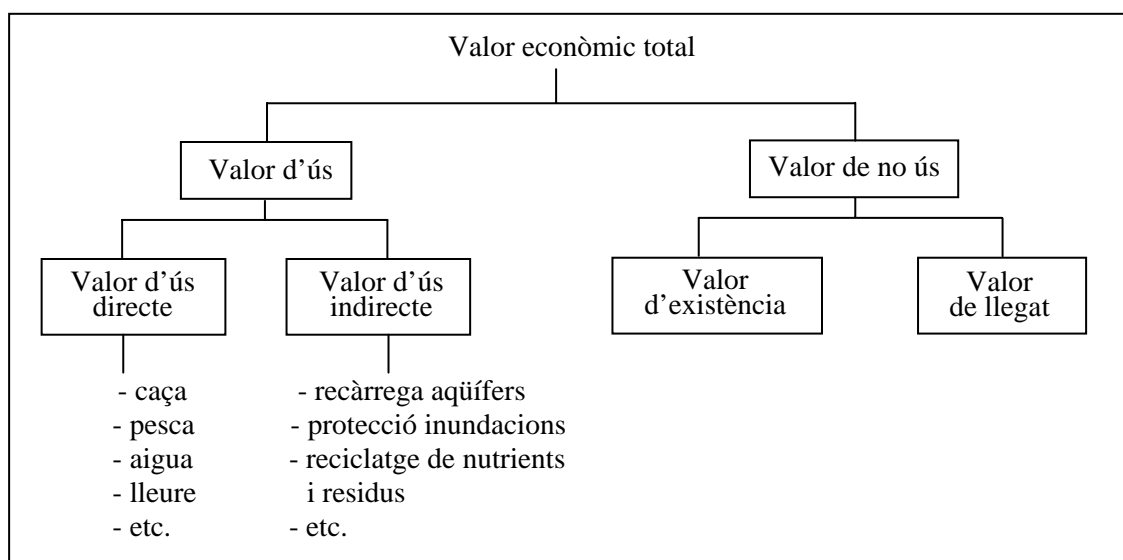 Valor econòmic total
Valor d’ús
Valor de no ús
Valor d’ús
directe
Valor d’ús
indirecte
Valor
d’existència
Valor
de llegat
- caça
- pesca
- aigua
- lleure
- etc.
- recàrrega aqüífers
- protecció inundacions
- reciclatge de nutrients
i residus
- etc.